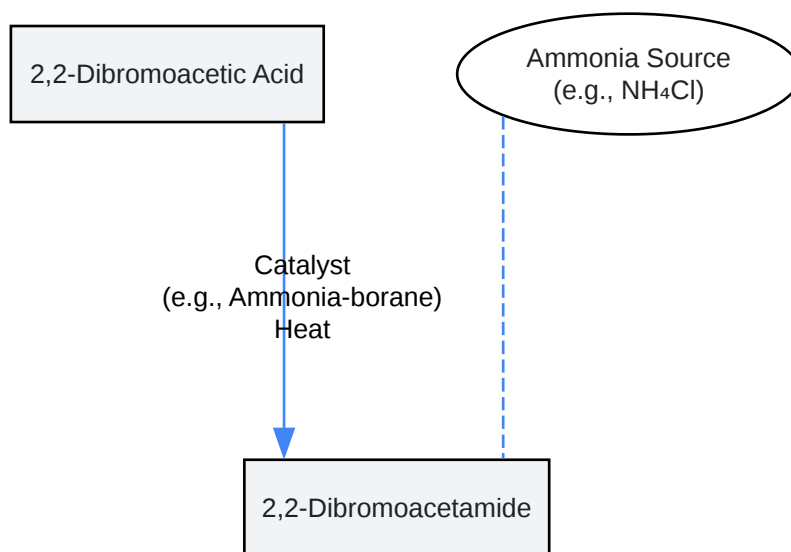 2,2-Dibromoacetic Acid
Ammonia Source
(e.g., NH₄Cl)
Catalyst
(e.g., Ammonia-borane)
Heat
2,2-Dibromoacetamide